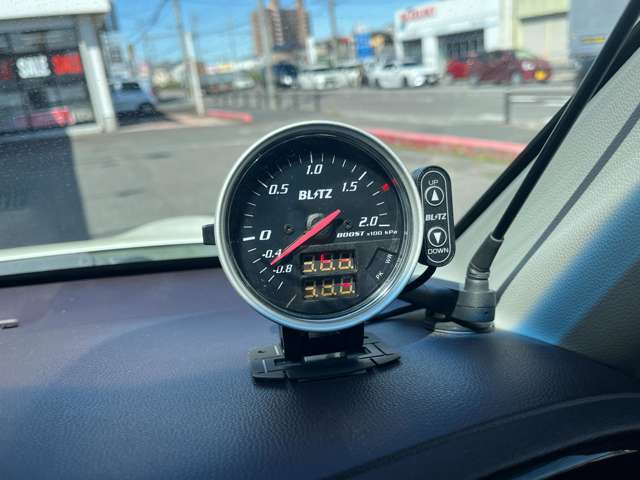 0.5
1.0
1.5
BLITZ
2.0
0
BOOST x100 kPa
-0.4
-0.8
WR
PK
UP
BLITZ
DOWN